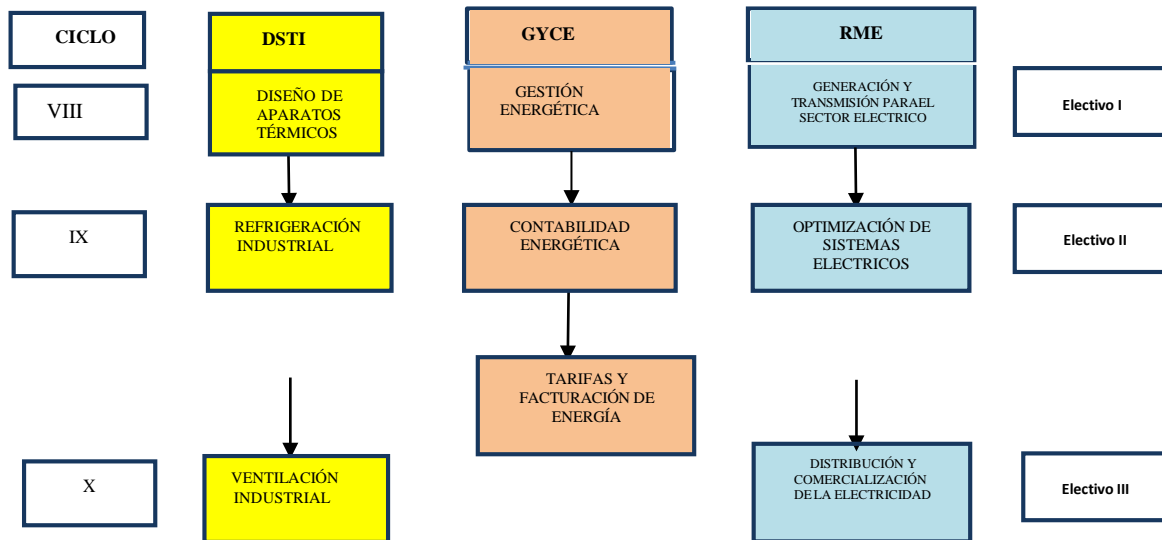 CICLO
DSTI
GYCE
RME
VIII
DISEÑO DE
APARATOS
TÉRMICOS
GESTIÓN
ENERGÉTICA
GENERACIÓN Y
TRANSMISIÓN PARAEL
SECTOR ELECTRICO
Electivo I
IX
REFRIGERACIÓN
INDUSTRIAL
CONTABILIDAD
ENERGÉTICA
OPTIMIZACIÓN DE
SISTEMAS
ELECTRICOS
Electivo II
TARIFAS Y
FACTURACIÓN DE
ENERGÍA
X
VENTILACIÓN
INDUSTRIAL
DISTRIBUCIÓN Y
COMERCIALIZACIÓN
DE LA ELECTRICIDAD
Electivo III